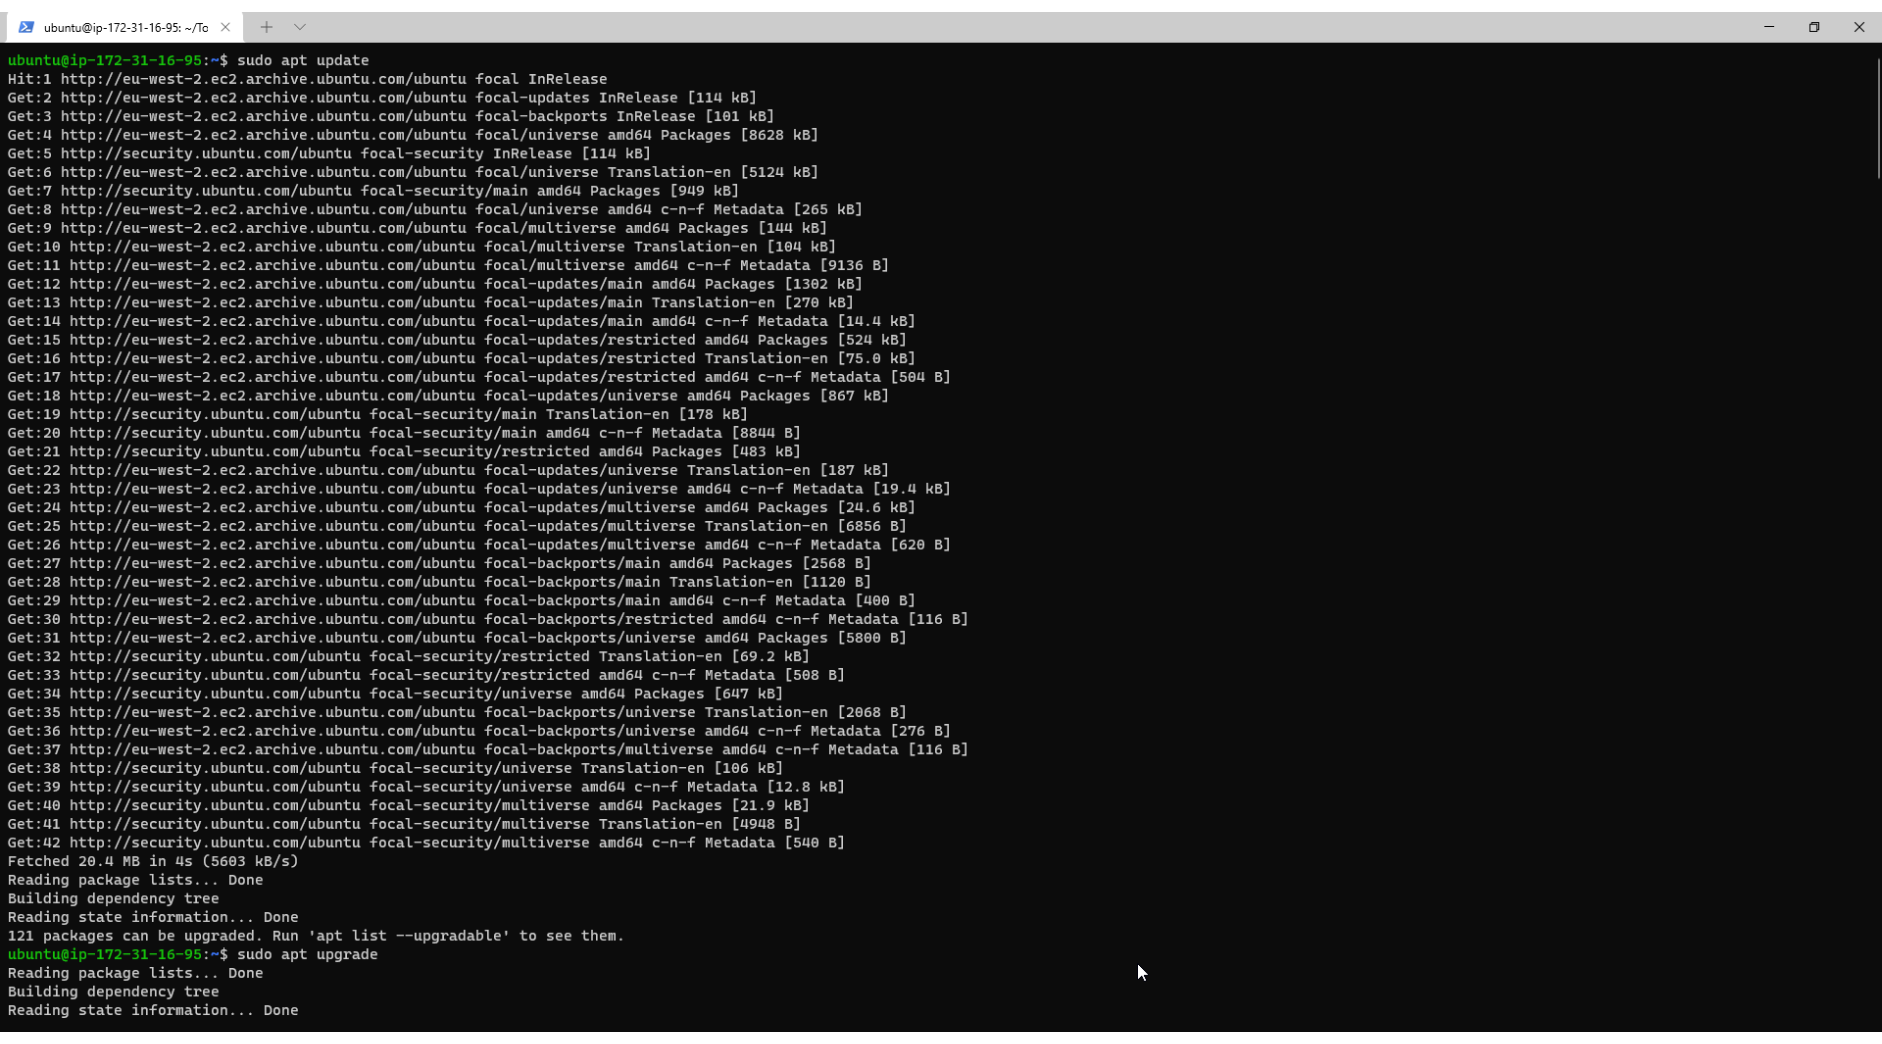 ubuntu@ip-172-31-16-95: ~/To
ubuntu@ip-172-31-16-95:~$ sudo apt update
Hit:1 http://eu-west-2.ec2.archive.ubuntu.com/ubuntu focal InRelease
Get:2 http://eu-west-2.ec2.archive.ubuntu.com/ubuntu focal-updates InRelease [114 kB]
Get:3 http://eu-west-2.ec2.archive.ubuntu.com/ubuntu focal-backports InRelease [101 kB]
Get:4 http://eu-west-2.ec2.archive.ubuntu.com/ubuntu focal/universe amd64 Packages [8628 kB]
Get:5 http://security.ubuntu.com/ubuntu focal-security InRelease [114 kB]
Get:6 http://eu-west-2.ec2.archive.ubuntu.com/ubuntu focal/universe Translation-en [5124 kB]
Get:7 http://security.ubuntu.com/ubuntu focal-security/main amd64 Packages [949 kB]
Get:8 http://eu-west-2.ec2.archive.ubuntu.com/ubuntu focal/universe amd64 c-n-f Metadata [265 kB]
Get:9 http://eu-west-2.ec2.archive.ubuntu.com/ubuntu focal/multiverse amd64 Packages [144 kB]
Get:10 http://eu-west-2.ec2.archive.ubuntu.com/ubuntu focal/multiverse Translation-en [104 kB]
Get:11 http://eu-west-2.ec2.archive.ubuntu.com/ubuntu focal/multiverse amd64 c-n-f Metadata [9136 B]
Get:12 http://eu-west-2.ec2.archive.ubuntu.com/ubuntu focal-updates/main amd64 Packages [1302 kB]
Get:13 http://eu-west-2.ec2.archive.ubuntu.com/ubuntu focal-updates/main Translation-en [270 kB]
Get:14 http://eu-west-2.ec2.archive.ubuntu.com/ubuntu focal-updates/main amd64 c-n-f Metadata [14.4 kB]
Get:15 http://eu-west-2.ec2.archive.ubuntu.com/ubuntu focal-updates/restricted amd64 Packages [524 kB]
Get:16 http://eu-west-2.ec2.archive.ubuntu.com/ubuntu focal-updates/restricted Translation-en [75.0 kB]
Get:17 http://eu-west-2.ec2.archive.ubuntu.com/ubuntu focal-updates/restricted amd64 c-n-f Metadata [504 B]
Get:18 http://eu-west-2.ec2.archive.ubuntu.com/ubuntu focal-updates/universe amd64 Packages [867 kB]
Get:19 http://security.ubuntu.com/ubuntu focal-security/main Translation-en [178 kB]
Get:20 http://security.ubuntu.com/ubuntu focal-security/main amd64 c-n-f Metadata [8844 B]
Get:21 http://security.ubuntu.com/ubuntu focal-security/restricted amd64 Packages [483 kB]
Get:22 http://eu-west-2.ec2.archive.ubuntu.com/ubuntu focal-updates/universe Translation-en [187 kB]
Get:23 http://eu-west-2.ec2.archive.ubuntu.com/ubuntu focal-updates/universe amd64 c-n-f Metadata [19.4 kB]
Get:24 http://eu-west-2.ec2.archive.ubuntu.com/ubuntu focal-updates/multiverse amd64 Packages [24.6 kB]
Get:25 http://eu-west-2.ec2.archive.ubuntu.com/ubuntu focal-updates/multiverse Translation-en [6856 B]
Get:26 http://eu-west-2.ec2.archive.ubuntu.com/ubuntu focal-updates/multiverse amd64 c-n-f Metadata [620 B]
Get:27 http://eu-west-2.ec2.archive.ubuntu.com/ubuntu focal-backports/main amd64 Packages [2568 B]
Get:28 http://eu-west-2.ec2.archive.ubuntu.com/ubuntu focal-backports/main Translation-en [1120 B]
Get:29 http://eu-west-2.ec2.archive.ubuntu.com/ubuntu focal-backports/main amd64 c-n-f Metadata [400 B]
Get:30 http://eu-west-2.ec2.archive.ubuntu.com/ubuntu focal-backports/restricted amd64 c-n-f Metadata [116 B]
Get:31 http://eu-west-2.ec2.archive.ubuntu.com/ubuntu focal-backports/universe amd64 Packages [5800 B]
Get:32 http://security.ubuntu.com/ubuntu focal-security/restricted Translation-en [69.2 kB]
Get:33 http://security.ubuntu.com/ubuntu focal-security/restricted amd64 c-n-f Metadata [508 B]
Get:34 http://security.ubuntu.com/ubuntu focal-security/universe amd64 Packages [647 kB]
Get:35 http://eu-west-2.ec2.archive.ubuntu.com/ubuntu focal-backports/universe Translation-en [2068 B]
Get:36 http://eu-west-2.ec2.archive.ubuntu.com/ubuntu focal-backports/universe amd64 c-n-f Metadata [276 B]
Get:37 http://eu-west-2.ec2.archive.ubuntu.com/ubuntu focal-backports/multiverse amd64 c-n-f Metadata [116 B]
Get:38 http://security.ubuntu.com/ubuntu focal-security/universe Translation-en [106 kB]
Get:39 http://security.ubuntu.com/ubuntu focal-security/universe amd64 c-n-f Metadata [12.8 kB]
Get:40 http://security.ubuntu.com/ubuntu focal-security/multiverse amd64 Packages [21.9 kB]
Get:41 http://security.ubuntu.com/ubuntu focal-security/multiverse Translation-en [4948 B]
Get:42 http://security.ubuntu.com/ubuntu focal-security/multiverse amd64 c-n-f Metadata [540 B]
Fetched 20.4 MB in 4s (5603 kB/s)
Reading package lists... Done
Building dependency tree
Reading state information... Done
121 packages can be upgraded. Run 'apt list --upgradable' to see them.
ubuntu@ip-172-31-16-95:~$ sudo apt upgrade
Reading package lists... Done
Building dependency tree
Reading state information... Done